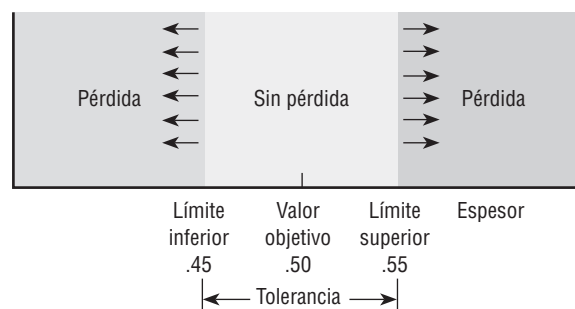 Pérdida
Sin pérdida
Pérdida
Límite
inferior
.45
Valor
objetivo
.50
Límite
superior
.55
Espesor
Tolerancia